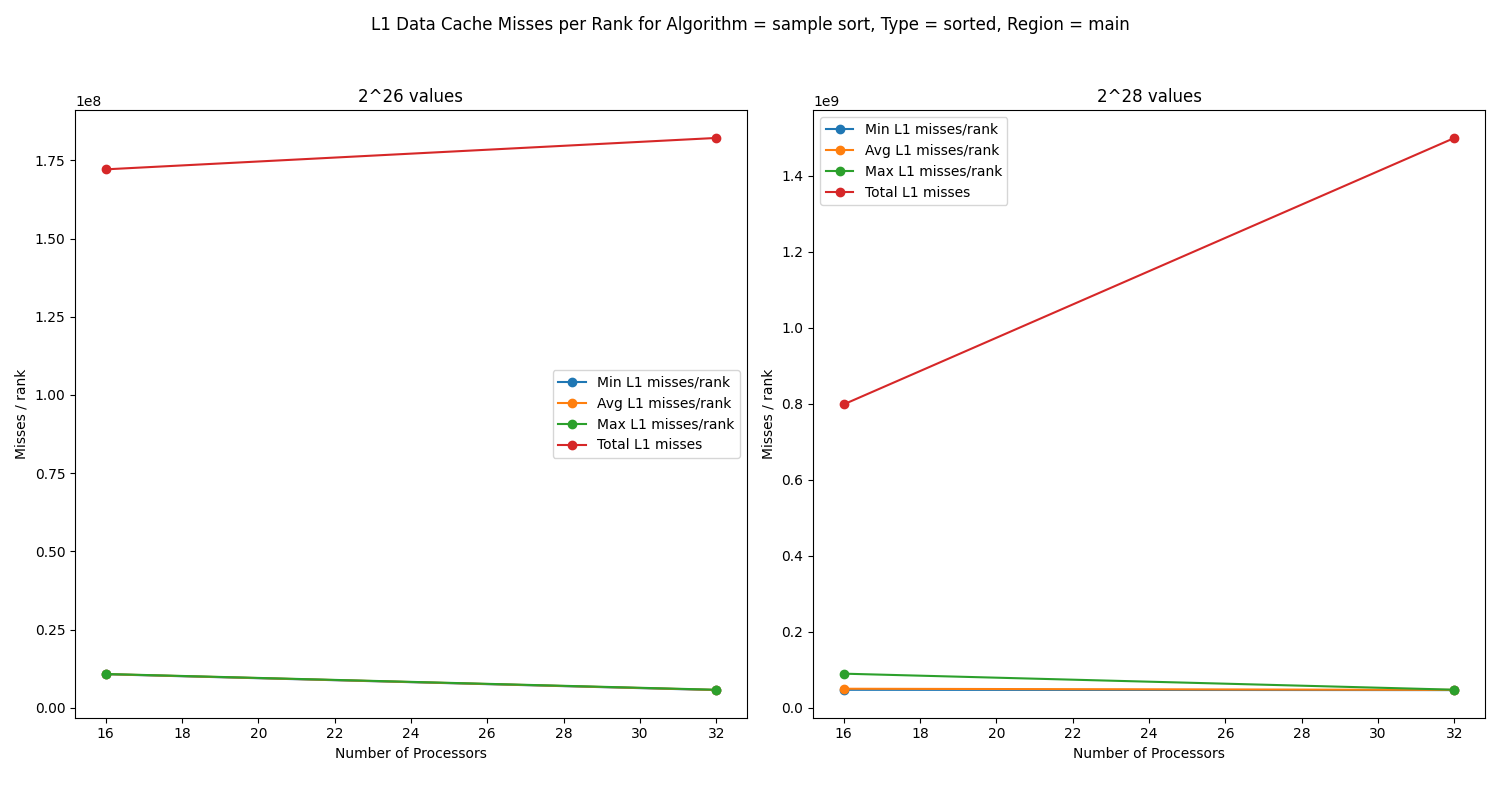 L1 Data Cache Misses per Rank for Algorithm = sample sort, Type = sorted, Region = main
2^26 values
1e8
1.75
1.50
1.25
1.00
0.75
0.50
0.25
0.00
Misses / rank
Min L1 misses/rank
Avg L1 misses/rank
Max L1 misses/rank
Total L1 misses
16 18 20 22 24 26 28 30 32
Number of Processors
2^28 values
1e9
1.4
1.2
1.0
0.8
0.6
0.4
0.2
0.0
Misses / rank
Min L1 misses/rank
Avg L1 misses/rank
Max L1 misses/rank
Total L1 misses
16 18 20 22 24 26 28 30 32
Number of Processors